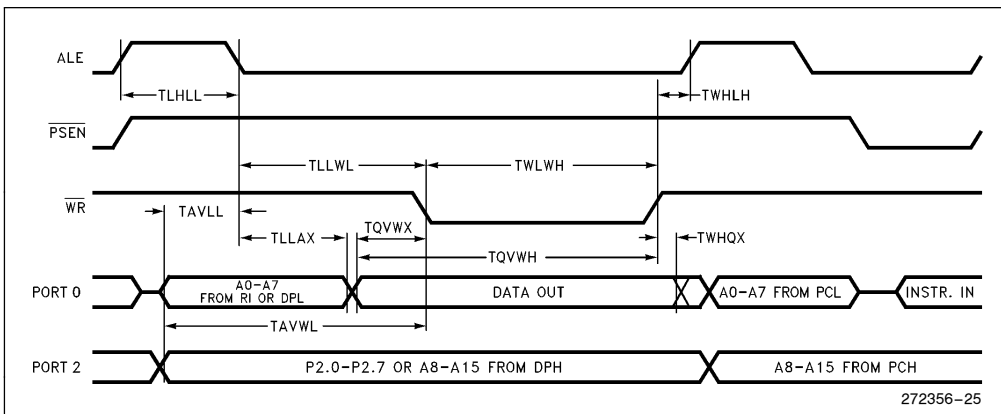 ALE
TLHLL
TWHLH
PSEN
TLLWL
TWLWH
WR
TAVLL
TQVWX
TLLAX
TWHQX
TQVWH
PORT 0
A0-A7
FROM RI OR DPL
DATA OUT
A0-A7 FROM PCL
INSTR. IN
TAVWL
PORT 2
P2.0-P2.7 OR A8-A15 FROM DPH
A8-A15 FROM PCH
272356-25